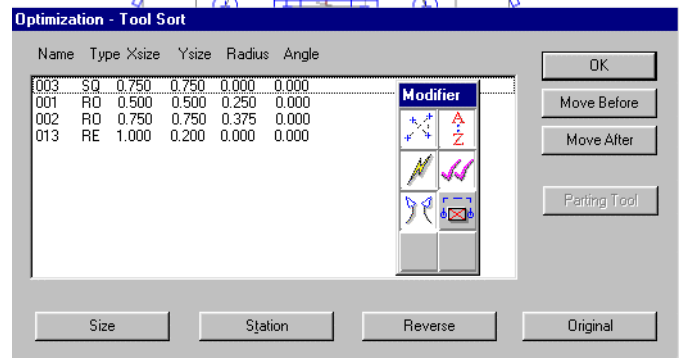 Optimization - Tool Sort
Name Type Xsize Ysize Radius Angle
003 SQ 0.750 0.750 0.000 0.000
001 RO 0.500 0.500 0.250 0.000
002 RO 0.750 0.750 0.375 0.000
013 RE 1.000 0.200 0.000 0.000
Modifier
A
Z
OK
Move Before
Move After
Parting Tool
Size Station Reverse Original